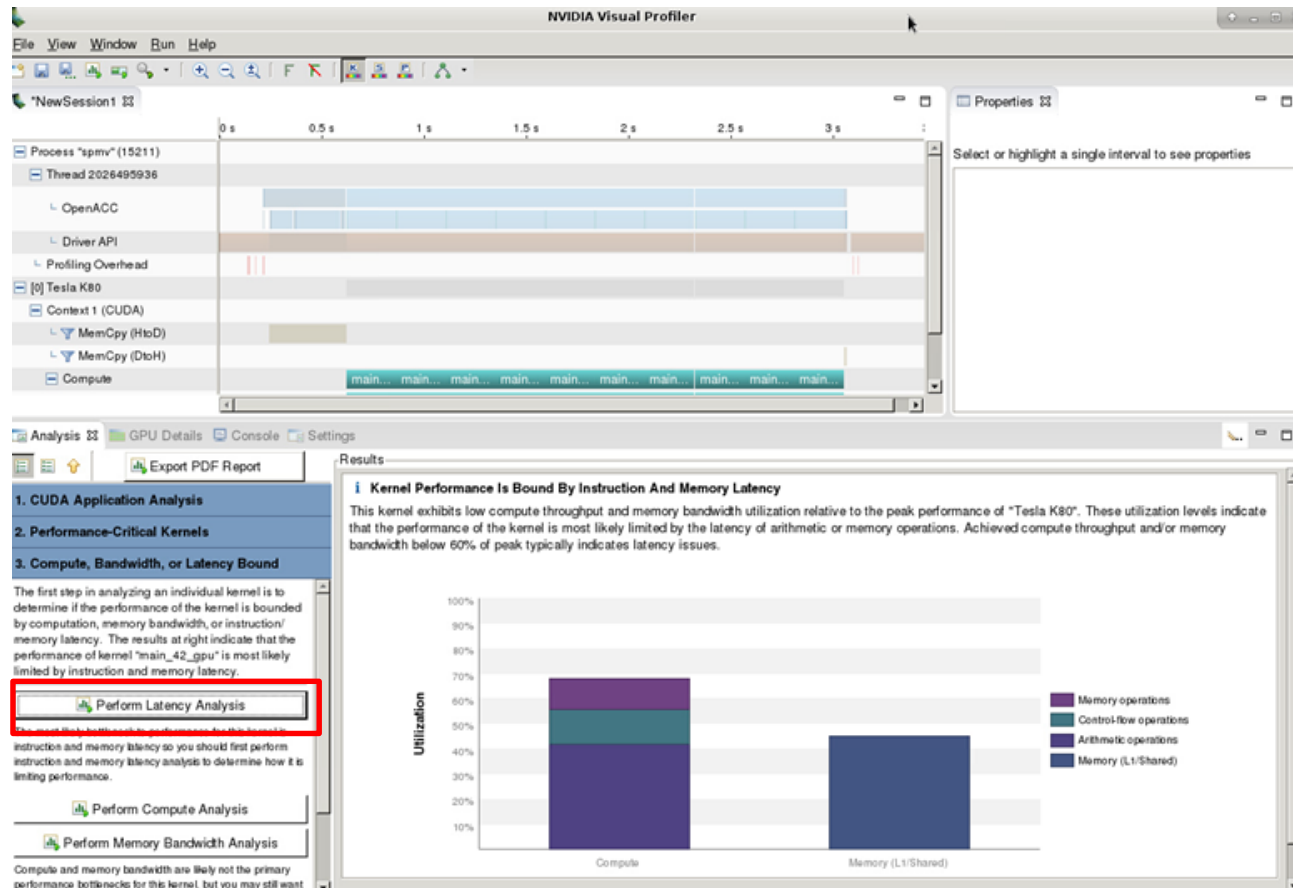 NVIDIA Visual Profiler
File View Window Run Help
*NewSession1
Properties
0 s 0.5 s 1 s 1.5 s 2 s 2.5 s 3 s
Select or highlight a single interval to see properties
Process "spmv" (15211)
Thread 2026495936
OpenACC
Driver API
Profiling Overhead
[0] Tesla K80
Context 1 (CUDA)
MemCpy (HtoD)
MemCpy (DtoH)
Compute
main... main... main... main... main... main... main... main... main... main...
Analysis GPU Details Console Settings
Export PDF Report
Results
1. CUDA Application Analysis
2. Performance-Critical Kernels
3. Compute, Bandwidth, or Latency Bound
The first step in analyzing an individual kernel is to
determine if the performance of the kernel is bounded
by computation, memory bandwidth, or instruction/
memory latency. The results at right indicate that the
performance of kernel "main_42_gpu" is most likely
limited by instruction and memory latency.
Perform Latency Analysis
The most likely bottleneck to performance for this kernel is
instruction and memory latency so you should first perform
instruction and memory latency analysis to determine how it is
limiting performance.
Perform Compute Analysis
Perform Memory Bandwidth Analysis
Compute and memory bandwidth are likely not the primary
performance bottlenecks for this kernel, but you may still want
i Kernel Performance Is Bound By Instruction And Memory Latency
This kernel exhibits low compute throughput and memory bandwidth utilization relative to the peak performance of "Tesla K80". These utilization levels indicate
that the performance of the kernel is most likely limited by the latency of arithmetic or memory operations. Achieved compute throughput and/or memory
bandwidth below 60% of peak typically indicates latency issues.
Utilization
100%
90%
80%
70%
60%
50%
40%
30%
20%
10%
Compute
Memory (L1/Shared)
Memory operations
Control-flow operations
Arithmetic operations
Memory (L1/Shared)